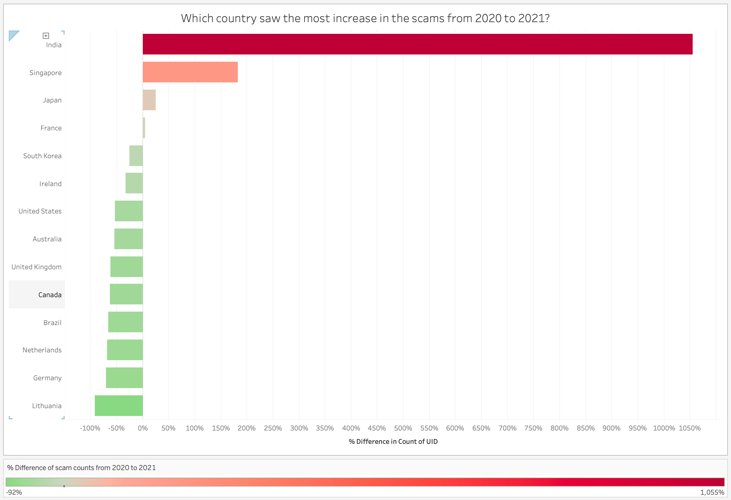 Which country saw the most increase in the scams from 2020 to 2021?
India
Singapore
Japan
France
South Korea
Ireland
United States
Australia
United Kingdom
Canada
Brazil
Netherlands
Germany
Lithuania
-100% -50% 0% 50% 100% 150% 200% 250% 300% 350% 400% 450% 500% 550% 600% 650% 700% 750% 800% 850% 900% 950% 1000% 1050%
% Difference in Count of UID
% Difference of scam counts from 2020 to 2021
-92% 1,055%